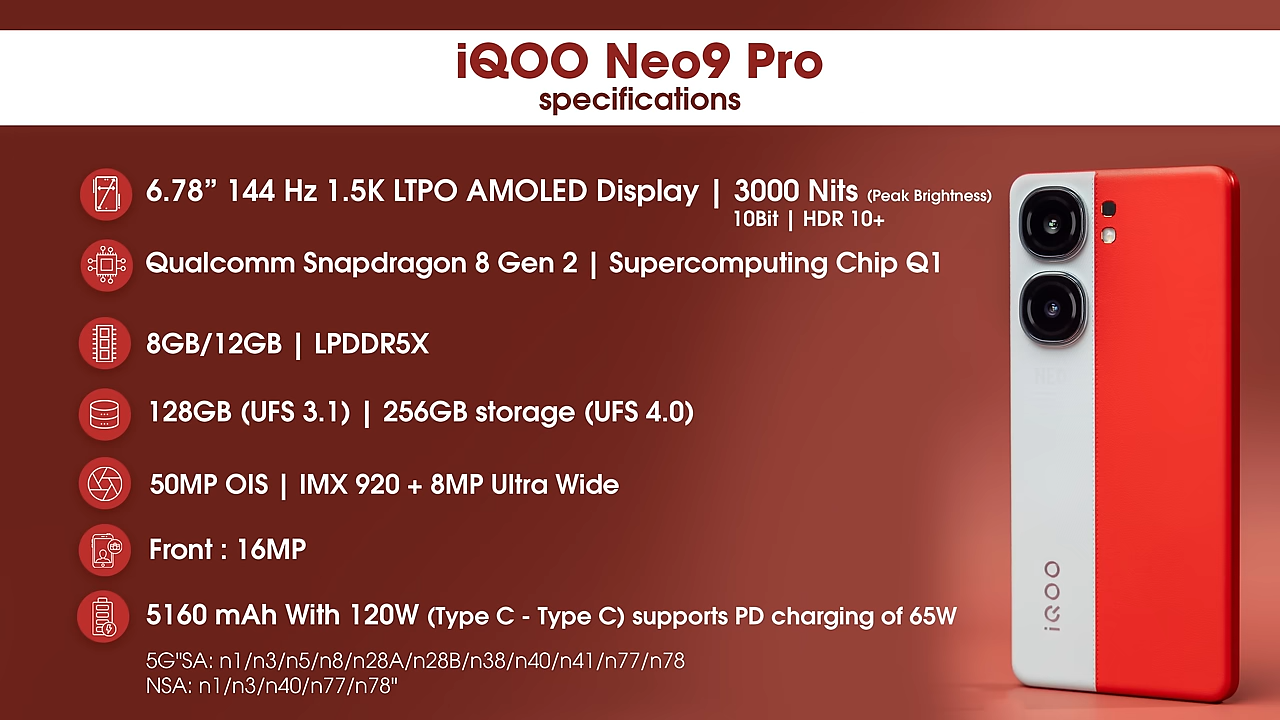 iQOO Neo9 Pro
specifications
6.78” 144 Hz 1.5K LTPO AMOLED Display | 3000 Nits (Peak Brightness)
10Bit | HDR 10+
Qualcomm Snapdragon 8 Gen 2 | Supercomputing Chip Q1
8GB/12GB | LPDDR5X
128GB (UFS 3.1) | 256GB storage (UFS 4.0)
50MP OIS | IMX 920 + 8MP Ultra Wide
Front : 16MP
5160 mAh With 120W (Type C - Type C) supports PD charging of 65W
5G"SA: n1/n3/n5/n8/n28A/n28B/n38/n40/n41/n77/n78
NSA: n1/n3/n40/n77/n78"
NEO
iQOO